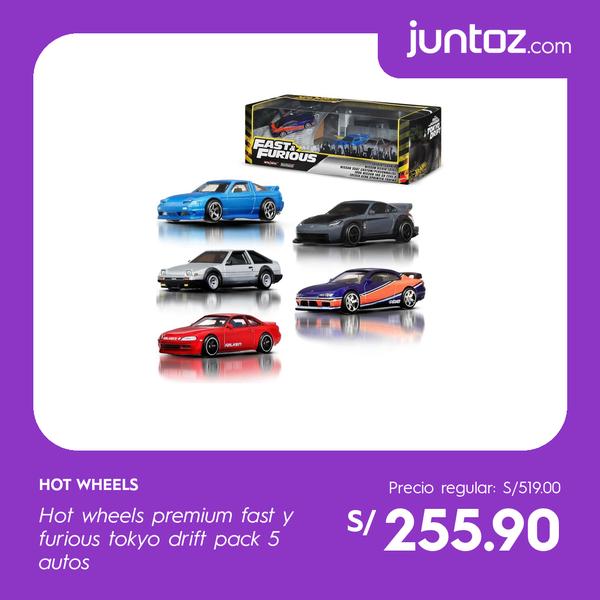 juntoz.com
FAST &
FURIOUS
HOT WHEELS
Hot wheels premium fast y
furious tokyo drift pack 5
autos
Precio regular: S/519.00
S/ 255.90